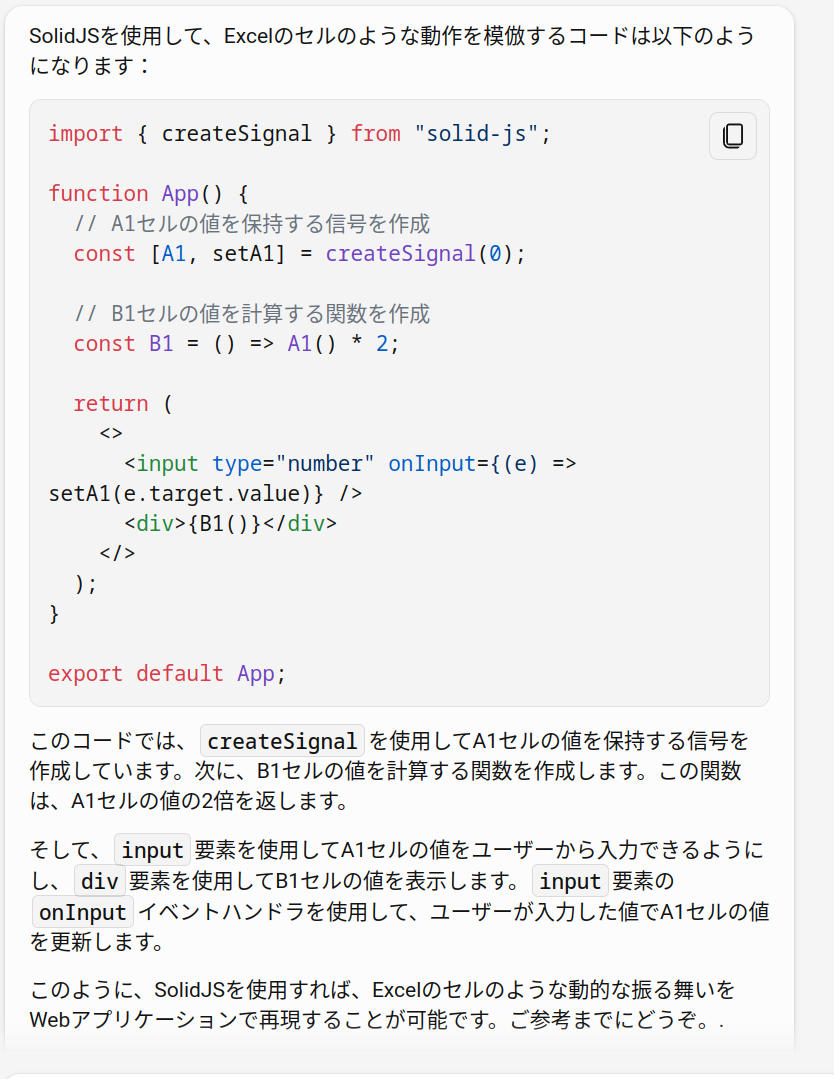 SolidJSを使用して、Excelのセルのような動作を模倣するコードは以下のよう
になります：
import { createSignal } from "solid-js";
function App() {
  // A1セルの値を保持する信号を作成
  const [A1, setA1] = createSignal(0);
  // B1セルの値を計算する関数を作成
  const B1 = () => A1() * 2;
  return (
    <>
      <input type="number" onInput={(e) =>
setA1(e.target.value)} />
      <div>{B1()}</div>
    </>
  );
}
export default App;
このコードでは、 createSignal を使用してA1セルの値を保持する信号を
作成しています。次に、B1セルの値を計算する関数を作成します。この関数
は、A1セルの値の2倍を返します。
そして、 input 要素を使用してA1セルの値をユーザーから入力できるように
し、 div 要素を使用してB1セルの値を表示します。 input 要素の
onInput イベントハンドラを使用して、ユーザーが入力した値でA1セルの値
を更新します。
このように、SolidJSを使用すれば、Excelのセルのような動的な振る舞いを
Webアプリケーションで再現することが可能です。ご参考までにどうぞ。.